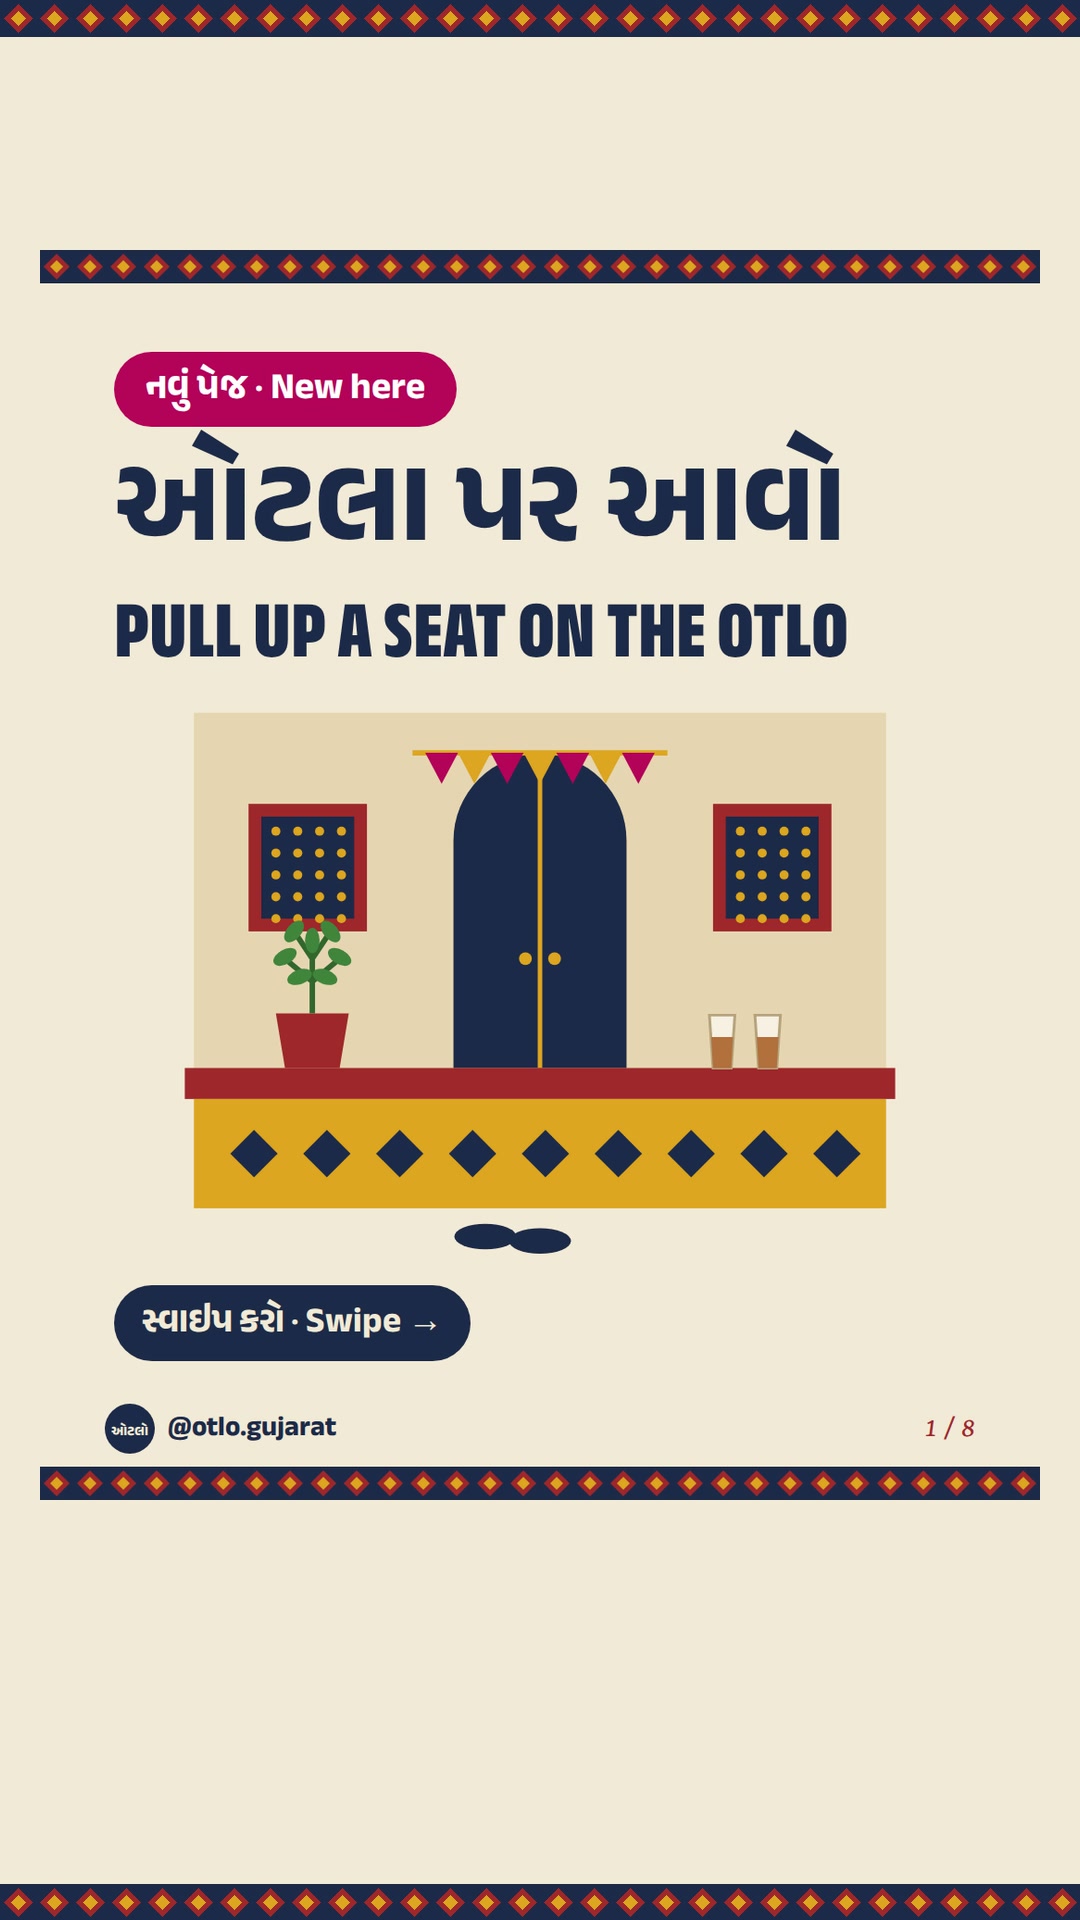 નવું પેજ · New here
ઓટલા પર આવો
PULL UP A SEAT ON THE OTLO
સ્વાઈપ કરો · Swipe →
ઓટલો @otlo.gujarat
1 / 8